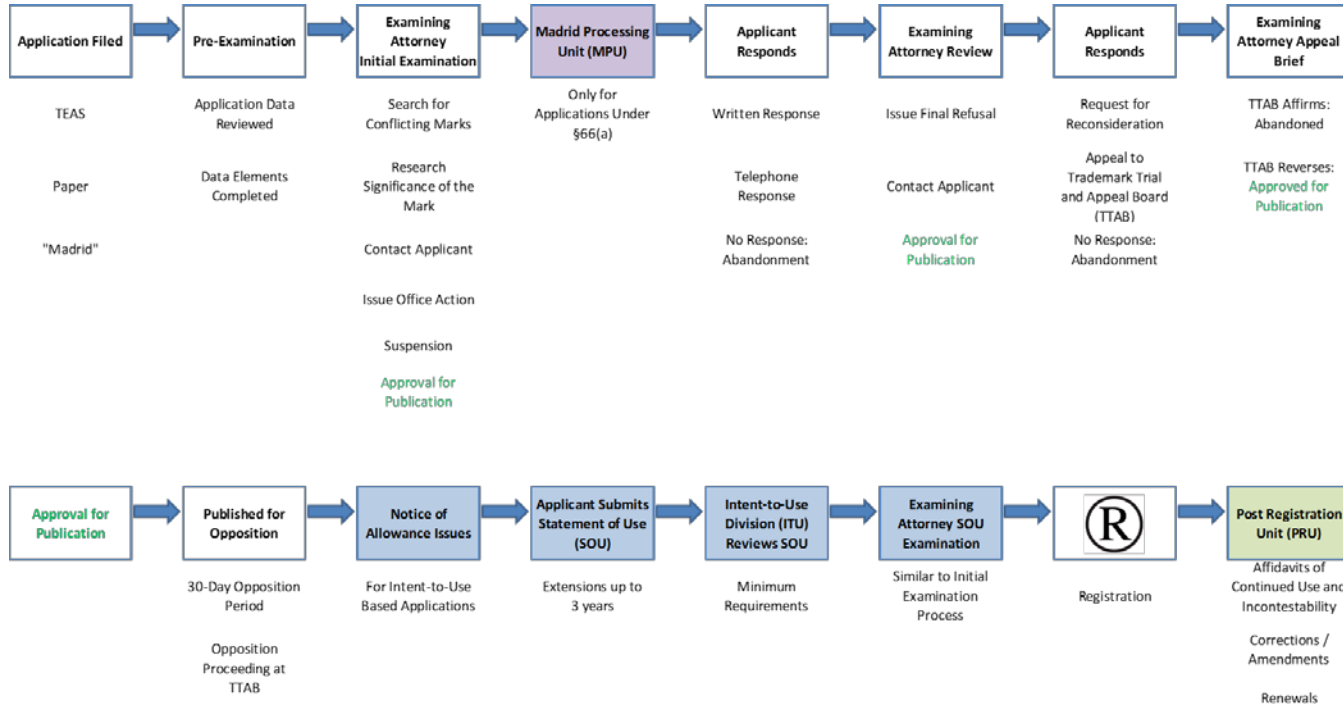 Application Filed
Pre-Examination
Examining
Attorney
Initial Examination
Madrid Processing
Unit (MPU)
Applicant
Responds
Examining
Attorney Review
Applicant
Responds
Examining
Attorney Appeal
Brief
TEAS
Paper
"Madrid"
Application Data
Reviewed
Data Elements
Completed
Search for
Conflicting Marks
Research
Significance of the
Mark
Contact Applicant
Issue Office Action
Suspension
Approval for
Publication
Only for
Applications Under
§66(a)
Written Response
Telephone
Response
No Response:
Abandonment
Issue Final Refusal
Contact Applicant
Approval for
Publication
Request for
Reconsideration
Appeal to
Trademark Trial
and Appeal Board
(TTAB)
No Response:
Abandonment
TTAB Affirms:
Abandoned
TTAB Reverses:
Approved for
Publication
Approval for
Publication
Published for
Opposition
Notice of
Allowance Issues
Applicant Submits
Statement of Use
(SOU)
Intent-to-Use
Division (ITU)
Reviews SOU
Examining
Attorney SOU
Examination
®
Post Registration
Unit (PRU)
30-Day Opposition
Period
Opposition
Proceeding at
TTAB
For Intent-to-Use
Based Applications
Extensions up to
3 years
Minimum
Requirements
Similar to Initial
Examination
Process
Registration
Affidavits of
Continued Use and
Incontestability
Corrections /
Amendments
Renewals